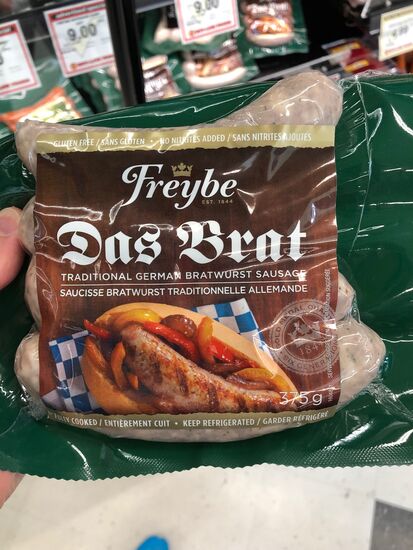 9.00
9.00
GLUTEN FREE / SANS GLUTEN • NO NITRITES ADDED / SANS NITRITES AJOUTÉS
Freybe
EST. 1844
Das Brat
TRADITIONAL GERMAN BRATWURST SAUSAGE
SAUCISSE BRATWURST TRADITIONNELLE ALLEMANDE
375 g
FULLY COOKED / ENTIÈREMENT CUIT • KEEP REFRIGERATED / GARDER RÉFRIGÉRÉ